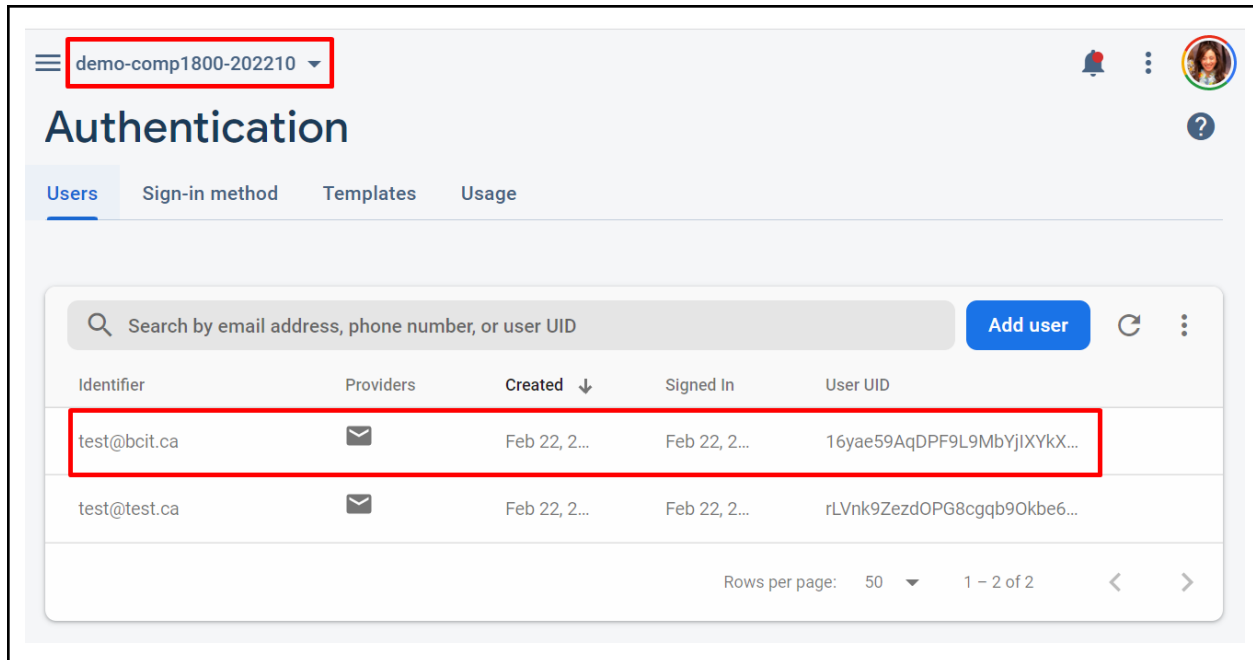 demo-comp1800-202210
Authentication
?
Users Sign-in method Templates Usage
Search by email address, phone number, or user UID Add user
Identifier Providers Created Signed In User UID
test@bcit.ca Feb 22, 2... Feb 22, 2... 16yae59AqDPF9L9MbYjIXYkX...
test@test.ca Feb 22, 2... Feb 22, 2... rLVnk9ZezdOPG8cgqb9Okbe6...
Rows per page: 50 1 – 2 of 2